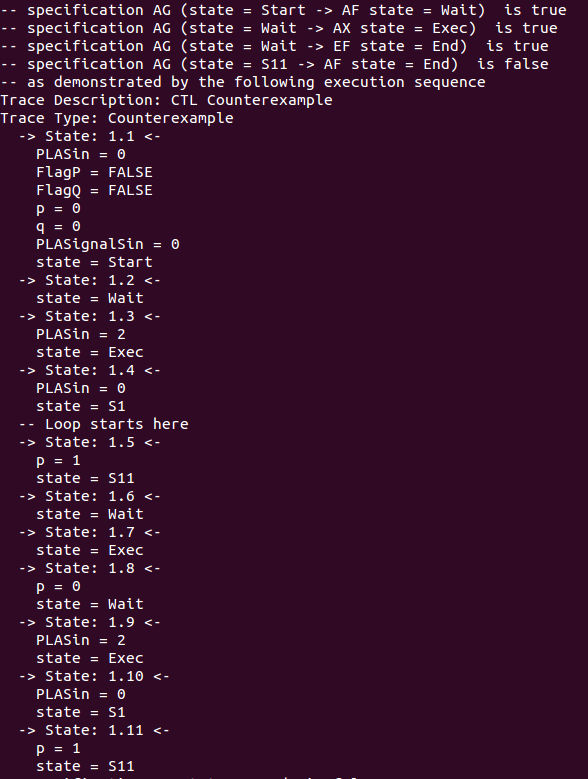 -- specification AG (state = Start -> AF state = Wait)  is true
-- specification AG (state = Wait -> AX state = Exec)  is true
-- specification AG (state = Wait -> EF state = End)  is true
-- specification AG (state = S11 -> AF state = End)  is false
-- as demonstrated by the following execution sequence
Trace Description: CTL Counterexample
Trace Type: Counterexample
  -> State: 1.1 <-
    PLASin = 0
    FlagP = FALSE
    FlagQ = FALSE
    p = 0
    q = 0
    PLASignalSin = 0
    state = Start
  -> State: 1.2 <-
    state = Wait
  -> State: 1.3 <-
    PLASin = 2
    state = Exec
  -> State: 1.4 <-
    PLASin = 0
    state = S1
  -- Loop starts here
  -> State: 1.5 <-
    p = 1
    state = S11
  -> State: 1.6 <-
    state = Wait
  -> State: 1.7 <-
    state = Exec
  -> State: 1.8 <-
    p = 0
    state = Wait
  -> State: 1.9 <-
    PLASin = 2
    state = Exec
  -> State: 1.10 <-
    PLASin = 0
    state = S1
  -> State: 1.11 <-
    p = 1
    state = S11